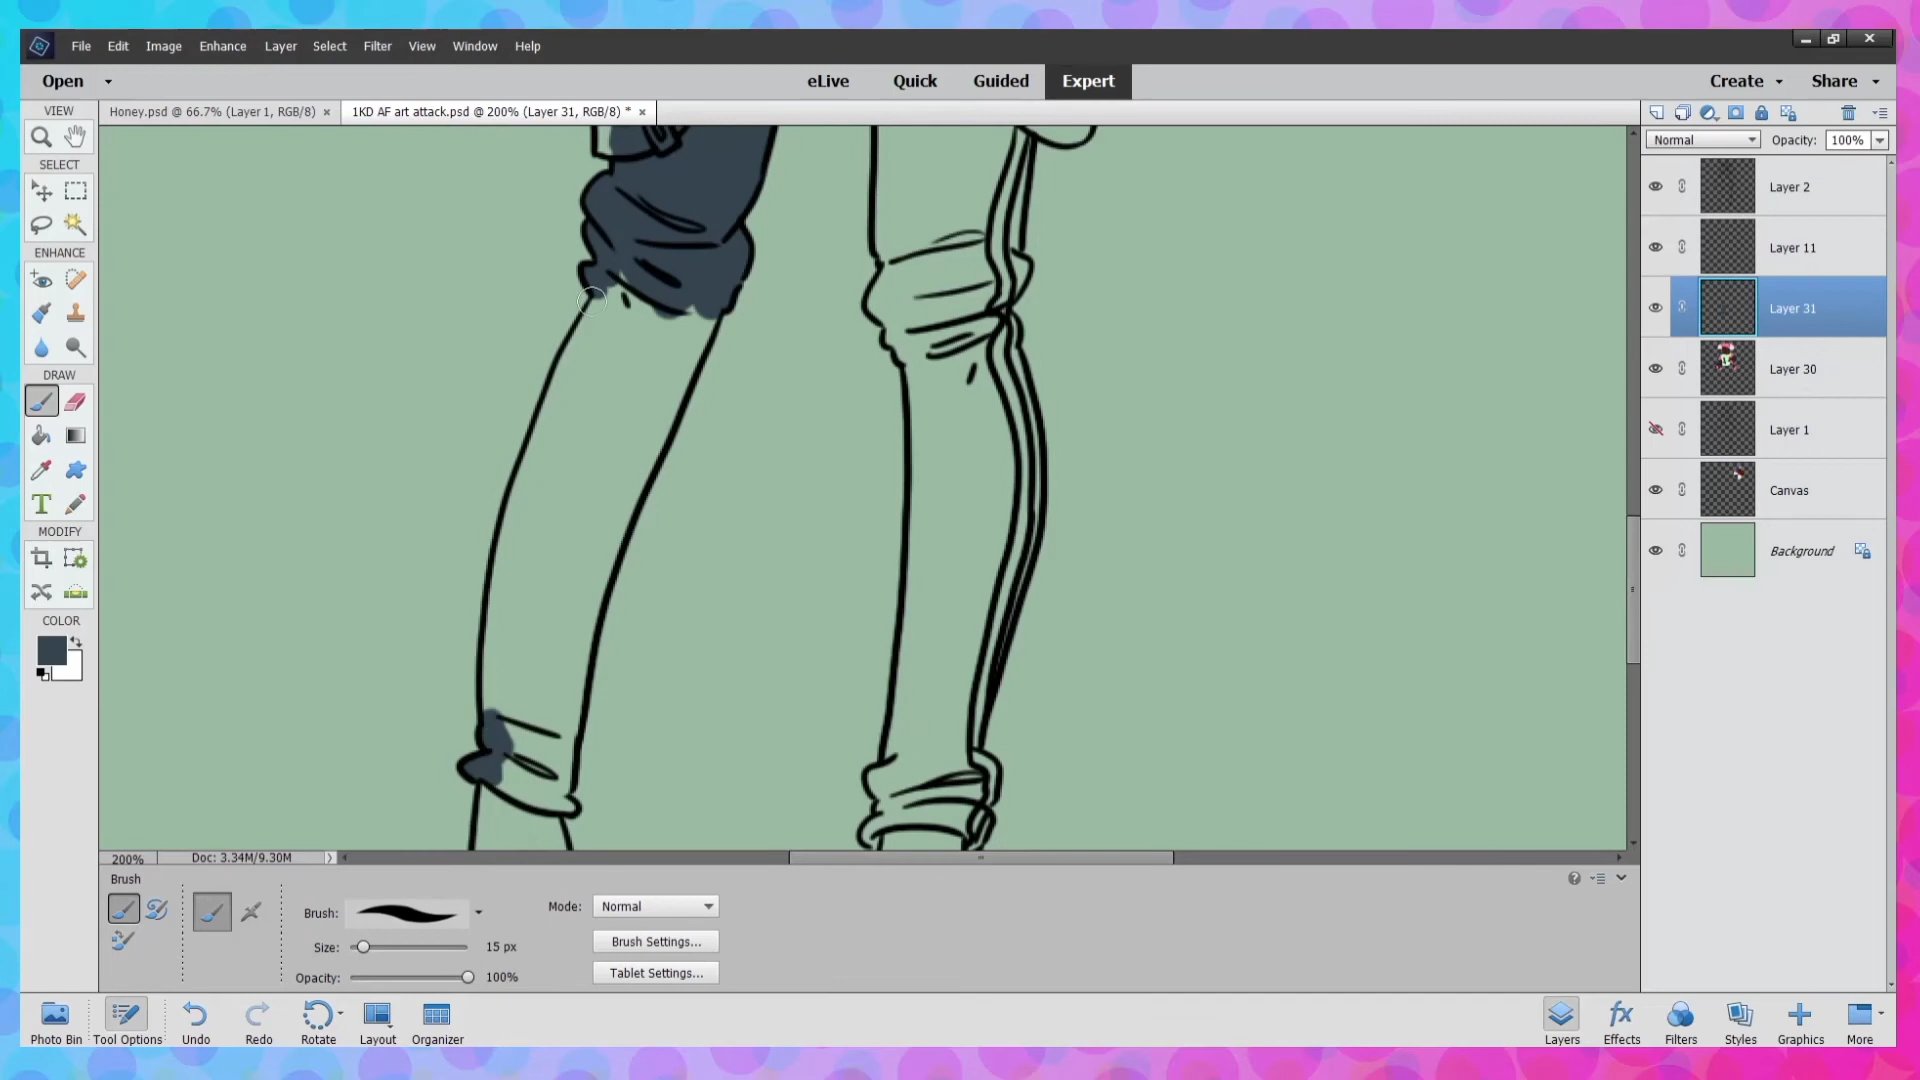 File Edit Image Enhance Layer Select Filter View Window Help
Open eLive Quick Guided Expert Create Share
VIEW
Honey.psd @ 66.7% (Layer 1, RGB/8) × 1KD AF art attack.psd @ 200% (Layer 31, RGB/8) * ×
Normal Opacity: 100%
SELECT
Layer 2
Layer 11
ENHANCE
Layer 31
Layer 30
DRAW
Layer 1
Canvas
T
MODIFY
Background
COLOR
200% Doc: 3.34M/9.30M
Brush
Brush: Mode: Normal
Size: 15 px Brush Settings...
Opacity: 100% Tablet Settings...
Photo Bin Tool Options Undo Redo Rotate Layout Organizer
fx
Layers Effects Filters Styles Graphics More